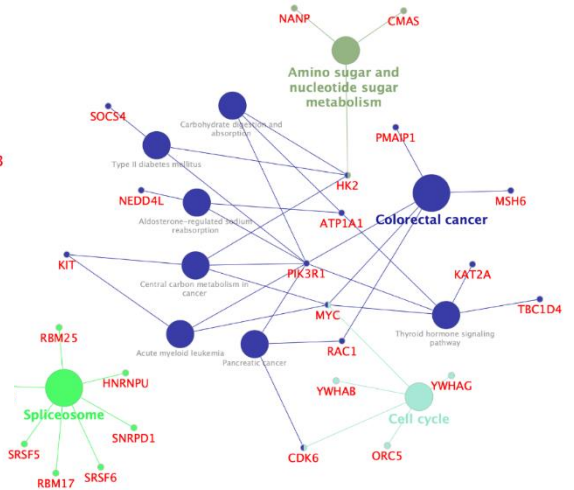 NANP
CMAS
Amino sugar and
nucleotide sugar
metabolism
SOCS4
Carbohydrate digestion and
absorption
PMAIP1
3
Type II diabetes mellitus
HK2
MSH6
NEDD4L
Aldosterone-regulated sodium
reabsorption
ATP1A1
Colorectal cancer
KIT
PIK3R1
KAT2A
Central carbon metabolism in
cancer
MYC
TBC1D4
RBM25
Acute myeloid leukemia
Pancreatic cancer
RAC1
Thyroid hormone signaling
pathway
HNRNPU
YWHAB
YWHAG
Spliceosome
Cell cycle
SNRPD1
SRSF5
SRSF6
RBM17
CDK6
ORC5